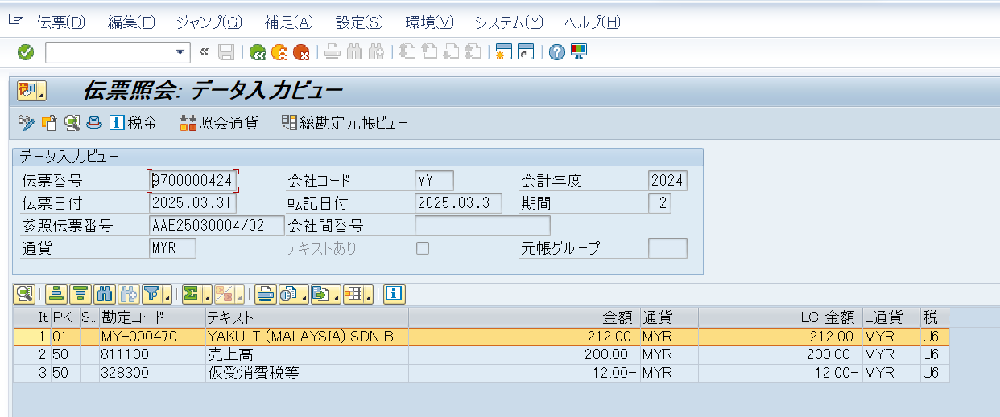 伝票(D) 編集(E) ジャンプ(G) 補足(A) 設定(S) 環境(V) システム(Y) ヘルプ(H)
伝票照会: データ入力ビュー
税金 照会通貨 総勘定元帳ビュー
データ入力ビュー
伝票番号 9700000424 会社コード MY 会計年度 2024
伝票日付 2025.03.31 転記日付 2025.03.31 期間 12
参照伝票番号 AAE25030004/02 会社間番号
通貨 MYR テキストあり 元帳グループ
It PK S... 勘定コード テキスト 金額 通貨 LC 金額 L通貨 税
1 01 MY-000470 YAKULT (MALAYSIA) SDN B... 212.00 MYR 212.00 MYR U6
2 50 811100 売上高 200.00- MYR 200.00- MYR U6
3 50 328300 仮受消費税等 12.00- MYR 12.00- MYR U6